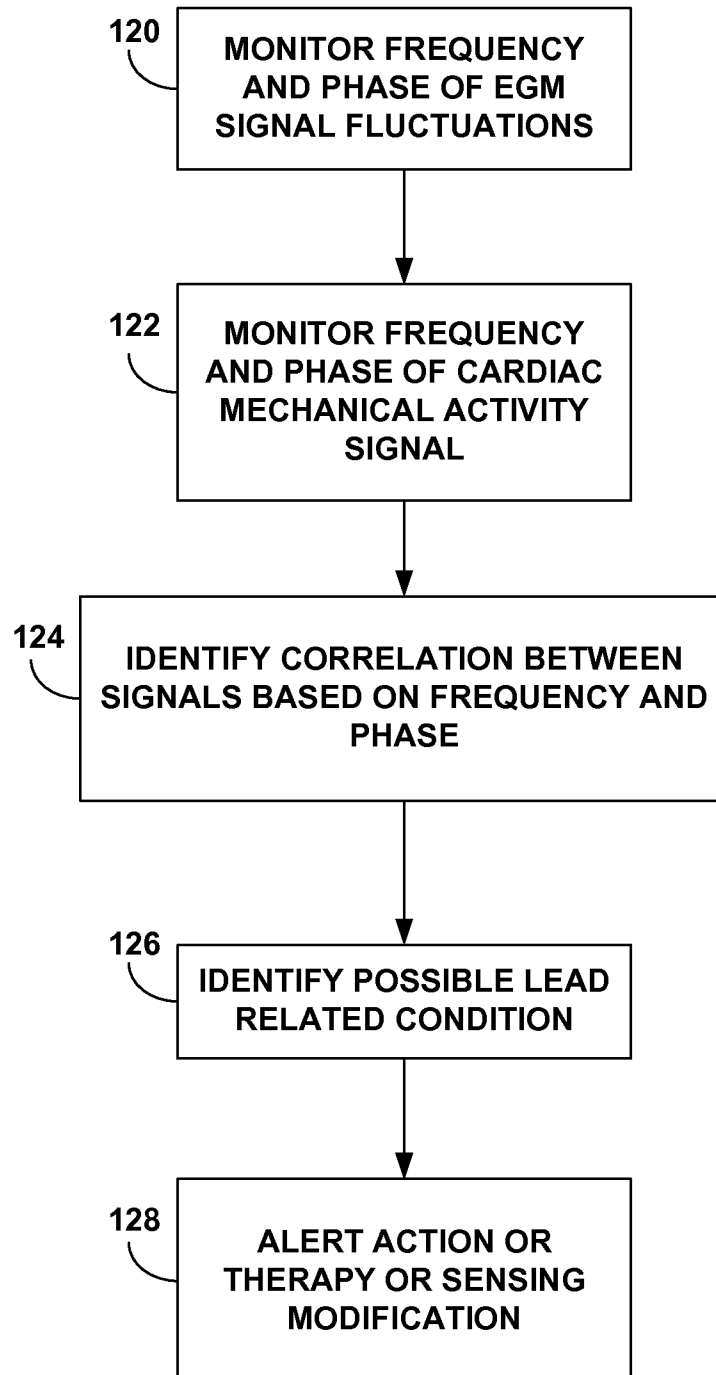 120
MONITOR FREQUENCY
AND PHASE OF EGM
SIGNAL FLUCTUATIONS
122
MONITOR FREQUENCY
AND PHASE OF CARDIAC
MECHANICAL ACTIVITY
SIGNAL
124
IDENTIFY CORRELATION BETWEEN
SIGNALS BASED ON FREQUENCY AND
PHASE
126
IDENTIFY POSSIBLE LEAD
RELATED CONDITION
128
ALERT ACTION OR
THERAPY OR SENSING
MODIFICATION